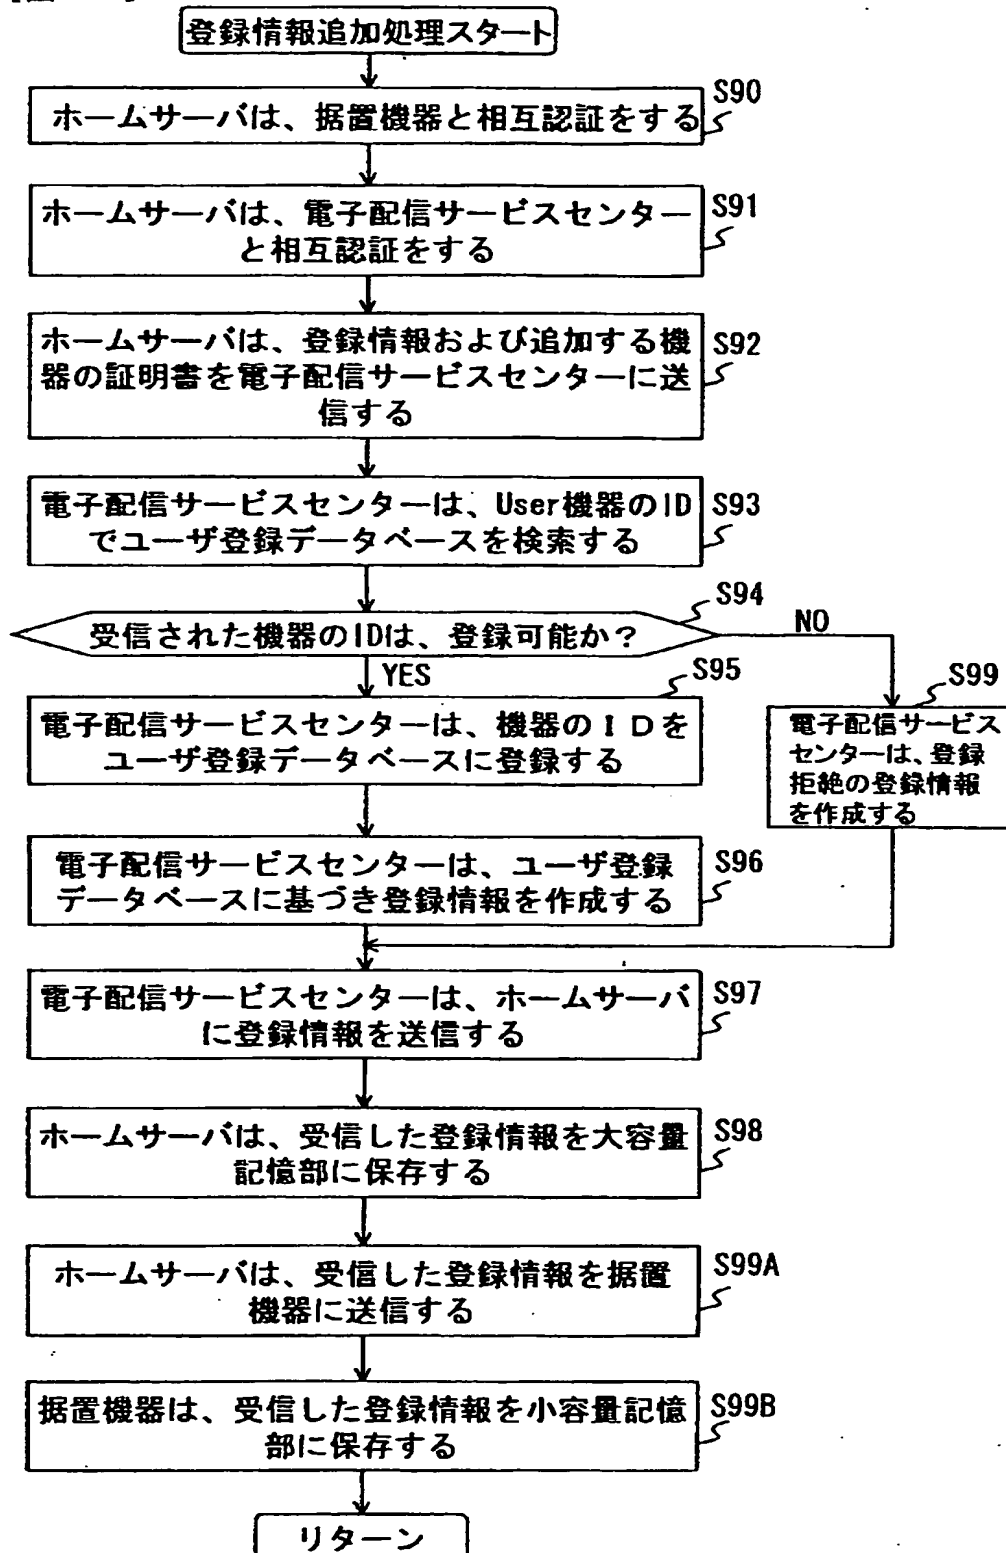 登録情報追加処理スタート
S90
ホームサーバは、据置機器と相互認証をする
S91
ホームサーバは、電子配信サービスセンター
と相互認証をする
S92
ホームサーバは、登録情報および追加する機
器の証明書を電子配信サービスセンターに送
信する
S93
電子配信サービスセンターは、User機器のID
でユーザ登録データベースを検索する
S94
受信された機器のIDは、登録可能か?
NO
YES
S95
電子配信サービスセンターは、機器のIDを
ユーザ登録データベースに登録する
S99
電子配信サービス
センターは、登録
拒絶の登録情報
を作成する
S96
電子配信サービスセンターは、ユーザ登録
データベースに基づき登録情報を作成する
S97
電子配信サービスセンターは、ホームサーバ
に登録情報を送信する
S98
ホームサーバは、受信した登録情報を大容量
記憶部に保存する
S99A
ホームサーバは、受信した登録情報を据置
機器に送信する
S99B
据置機器は、受信した登録情報を小容量記憶
部に保存する
リターン